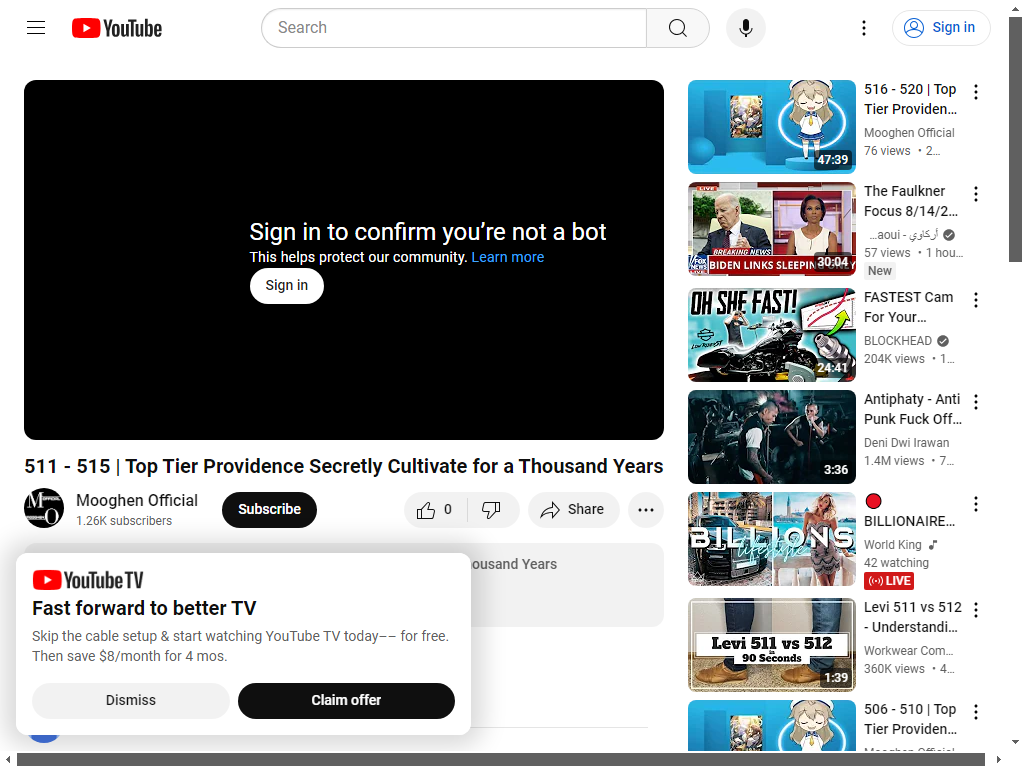 YouTube
Search
Sign in
Sign in to confirm you’re not a bot
This helps protect our community. Learn more
Sign in
511 - 515 | Top Tier Providence Secretly Cultivate for a Thousand Years
Mooghen Official
1.26K subscribers
Subscribe
0
Share
ousand Years
YouTube TV
Fast forward to better TV
Skip the cable setup & start watching YouTube TV today–– for free.
Then save $8/month for 4 mos.
Dismiss
Claim offer
47:39
516 - 520 | Top
Tier Providen...
Mooghen Official
76 views • 2...
LIVE
BREAKING NEWS
BIDEN LINKS SLEEPIN
30:04
The Faulkner
Focus 8/14/2...
...aoui - أركاوي
57 views • 1 hou...
New
OH SHE FAST!
24:41
FASTEST Cam
For Your...
BLOCKHEAD
204K views • 1...
3:36
Antiphaty - Anti
Punk Fuck Off...
Deni Dwi Irawan
1.4M views • 7...
BILLIONS
lifestyle
BILLIONAIRE...
World King
42 watching
LIVE
Levi 511 vs 512
in
90 Seconds
1:39
Levi 511 vs 512
- Understandi...
Workwear Com...
360K views • 4...
506 - 510 | Top
Tier Providen...
Mooghen Official